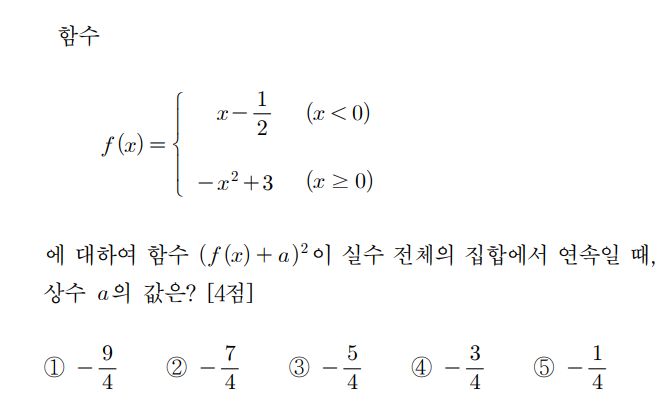 함수
f(x) = { x − 1/2 (x < 0)
−x² + 3 (x ≥ 0)
에 대하여 함수 (f(x) + a)²이 실수 전체의 집합에서 연속일 때,
상수 a의 값은? [4점]
① −9/4 ② −7/4 ③ −5/4 ④ −3/4 ⑤ −1/4